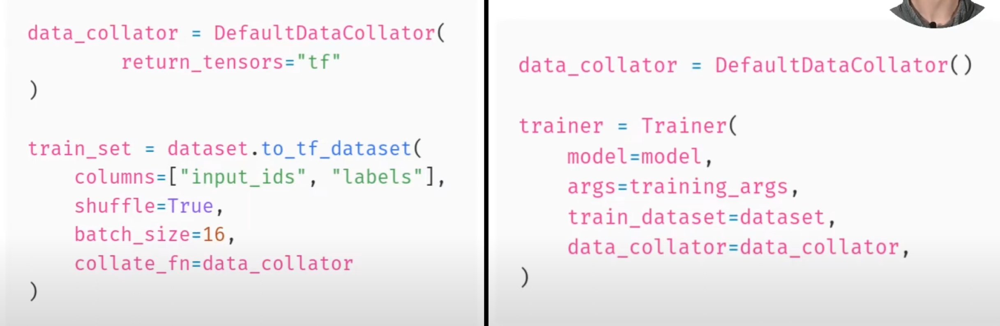 data_collator = DefaultDataCollator(
        return_tensors="tf"
)

train_set = dataset.to_tf_dataset(
    columns=["input_ids", "labels"],
    shuffle=True,
    batch_size=16,
    collate_fn=data_collator
)

data_collator = DefaultDataCollator()

trainer = Trainer(
    model=model,
    args=training_args,
    train_dataset=dataset,
    data_collator=data_collator,
)